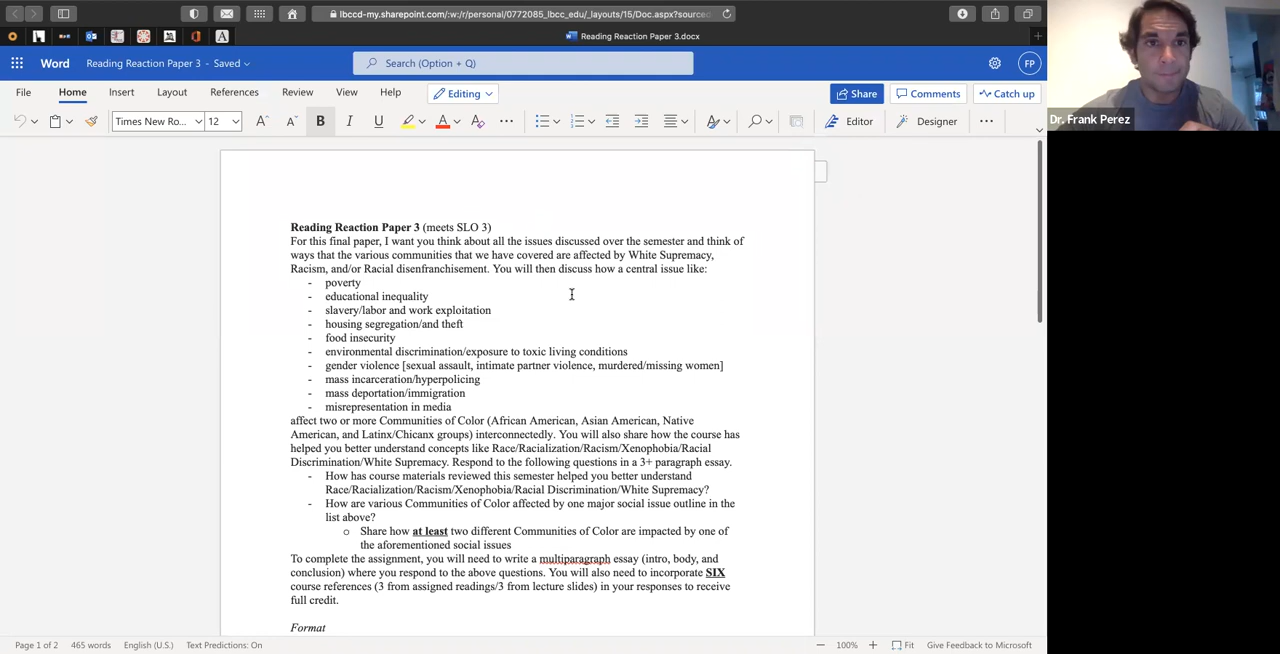 lbccd-my.sharepoint.com/:w:/r/personal/0772085_lbcc_edu/_layouts/15/Doc.aspx?sourced
Reading Reaction Paper 3.docx
Word
Reading Reaction Paper 3 - Saved
Search (Option + Q)
FP
File Home Insert Layout References Review View Help Editing
Share Comments Catch up
Times New Ro... 12 B I U A Editor Designer
Reading Reaction Paper 3 (meets SLO 3)
For this final paper, I want you think about all the issues discussed over the semester and think of
ways that the various communities that we have covered are affected by White Supremacy,
Racism, and/or Racial disenfranchisement. You will then discuss how a central issue like:
- poverty
- educational inequality
- slavery/labor and work exploitation
- housing segregation/and theft
- food insecurity
- environmental discrimination/exposure to toxic living conditions
- gender violence [sexual assault, intimate partner violence, murdered/missing women]
- mass incarceration/hyperpolicing
- mass deportation/immigration
- misrepresentation in media
affect two or more Communities of Color (African American, Asian American, Native
American, and Latinx/Chicanx groups) interconnectedly. You will also share how the course has
helped you better understand concepts like Race/Racialization/Racism/Xenophobia/Racial
Discrimination/White Supremacy. Respond to the following questions in a 3+ paragraph essay.
- How has course materials reviewed this semester helped you better understand
Race/Racialization/Racism/Xenophobia/Racial Discrimination/White Supremacy?
- How are various Communities of Color affected by one major social issue outline in the
list above?
o Share how at least two different Communities of Color are impacted by one of
the aforementioned social issues
To complete the assignment, you will need to write a multiparagraph essay (intro, body, and
conclusion) where you respond to the above questions. You will also need to incorporate SIX
course references (3 from assigned readings/3 from lecture slides) in your responses to receive
full credit.
Format
Page 1 of 2 465 words English (U.S.) Text Predictions: On
100% Fit Give Feedback to Microsoft
Dr. Frank Perez